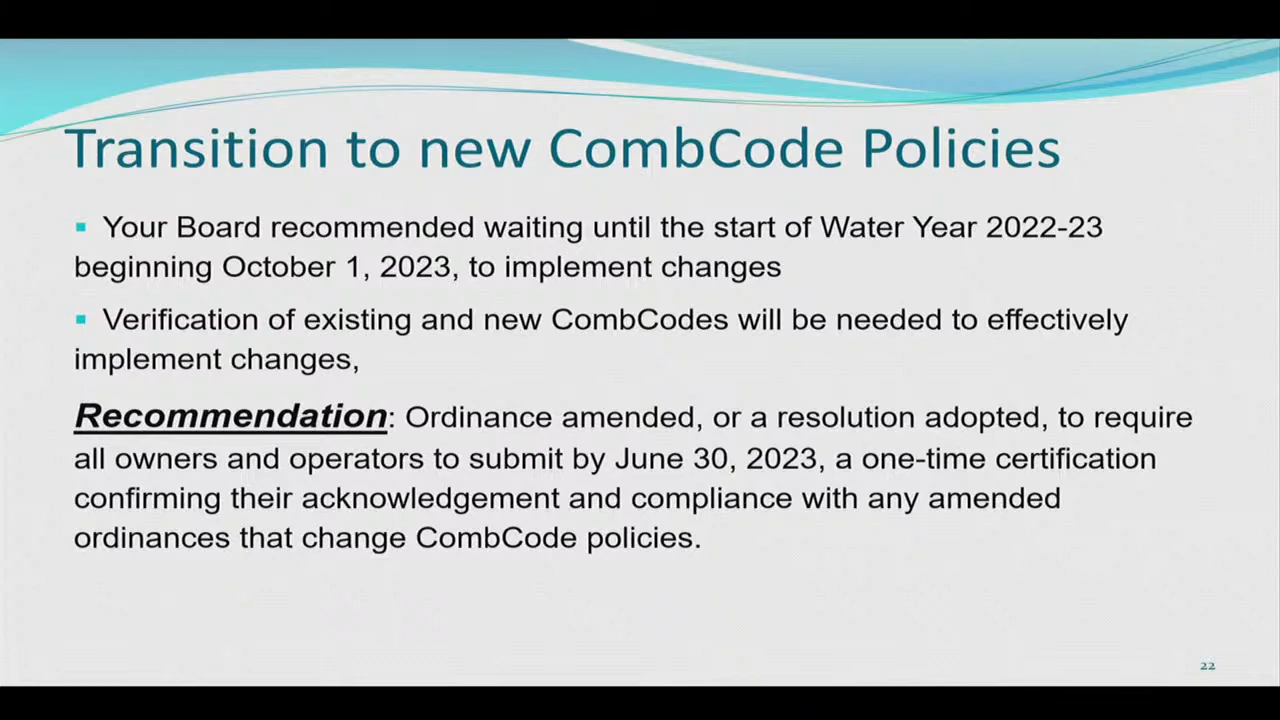 Transition to new CombCode Policies
▪ Your Board recommended waiting until the start of Water Year 2022-23
beginning October 1, 2023, to implement changes
▪ Verification of existing and new CombCodes will be needed to effectively
implement changes,
Recommendation: Ordinance amended, or a resolution adopted, to require
all owners and operators to submit by June 30, 2023, a one-time certification
confirming their acknowledgement and compliance with any amended
ordinances that change CombCode policies.
22